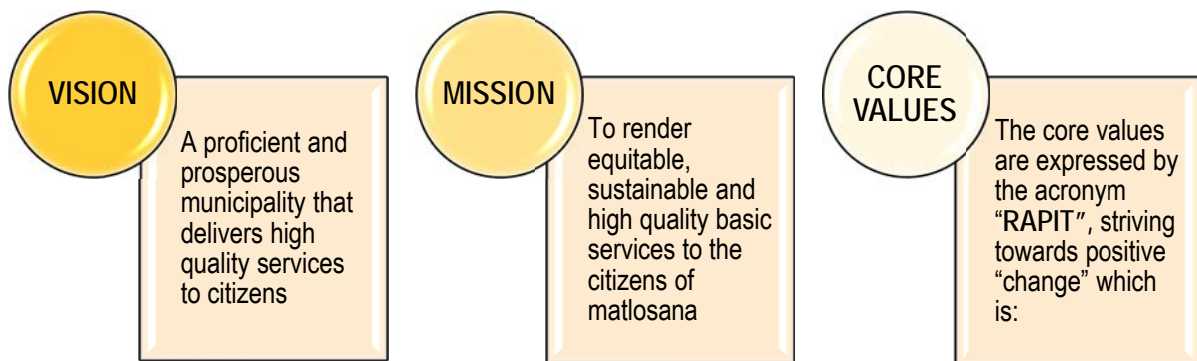 VISION
A proficient and
prosperous
municipality that
delivers high
quality services
to citizens
MISSION
To render
equitable,
sustainable and
high quality basic
services to the
citizens of
matlosana
CORE
VALUES
The core values
are expressed by
the acronym
“RAPIT”, striving
towards positive
“change” which
is: